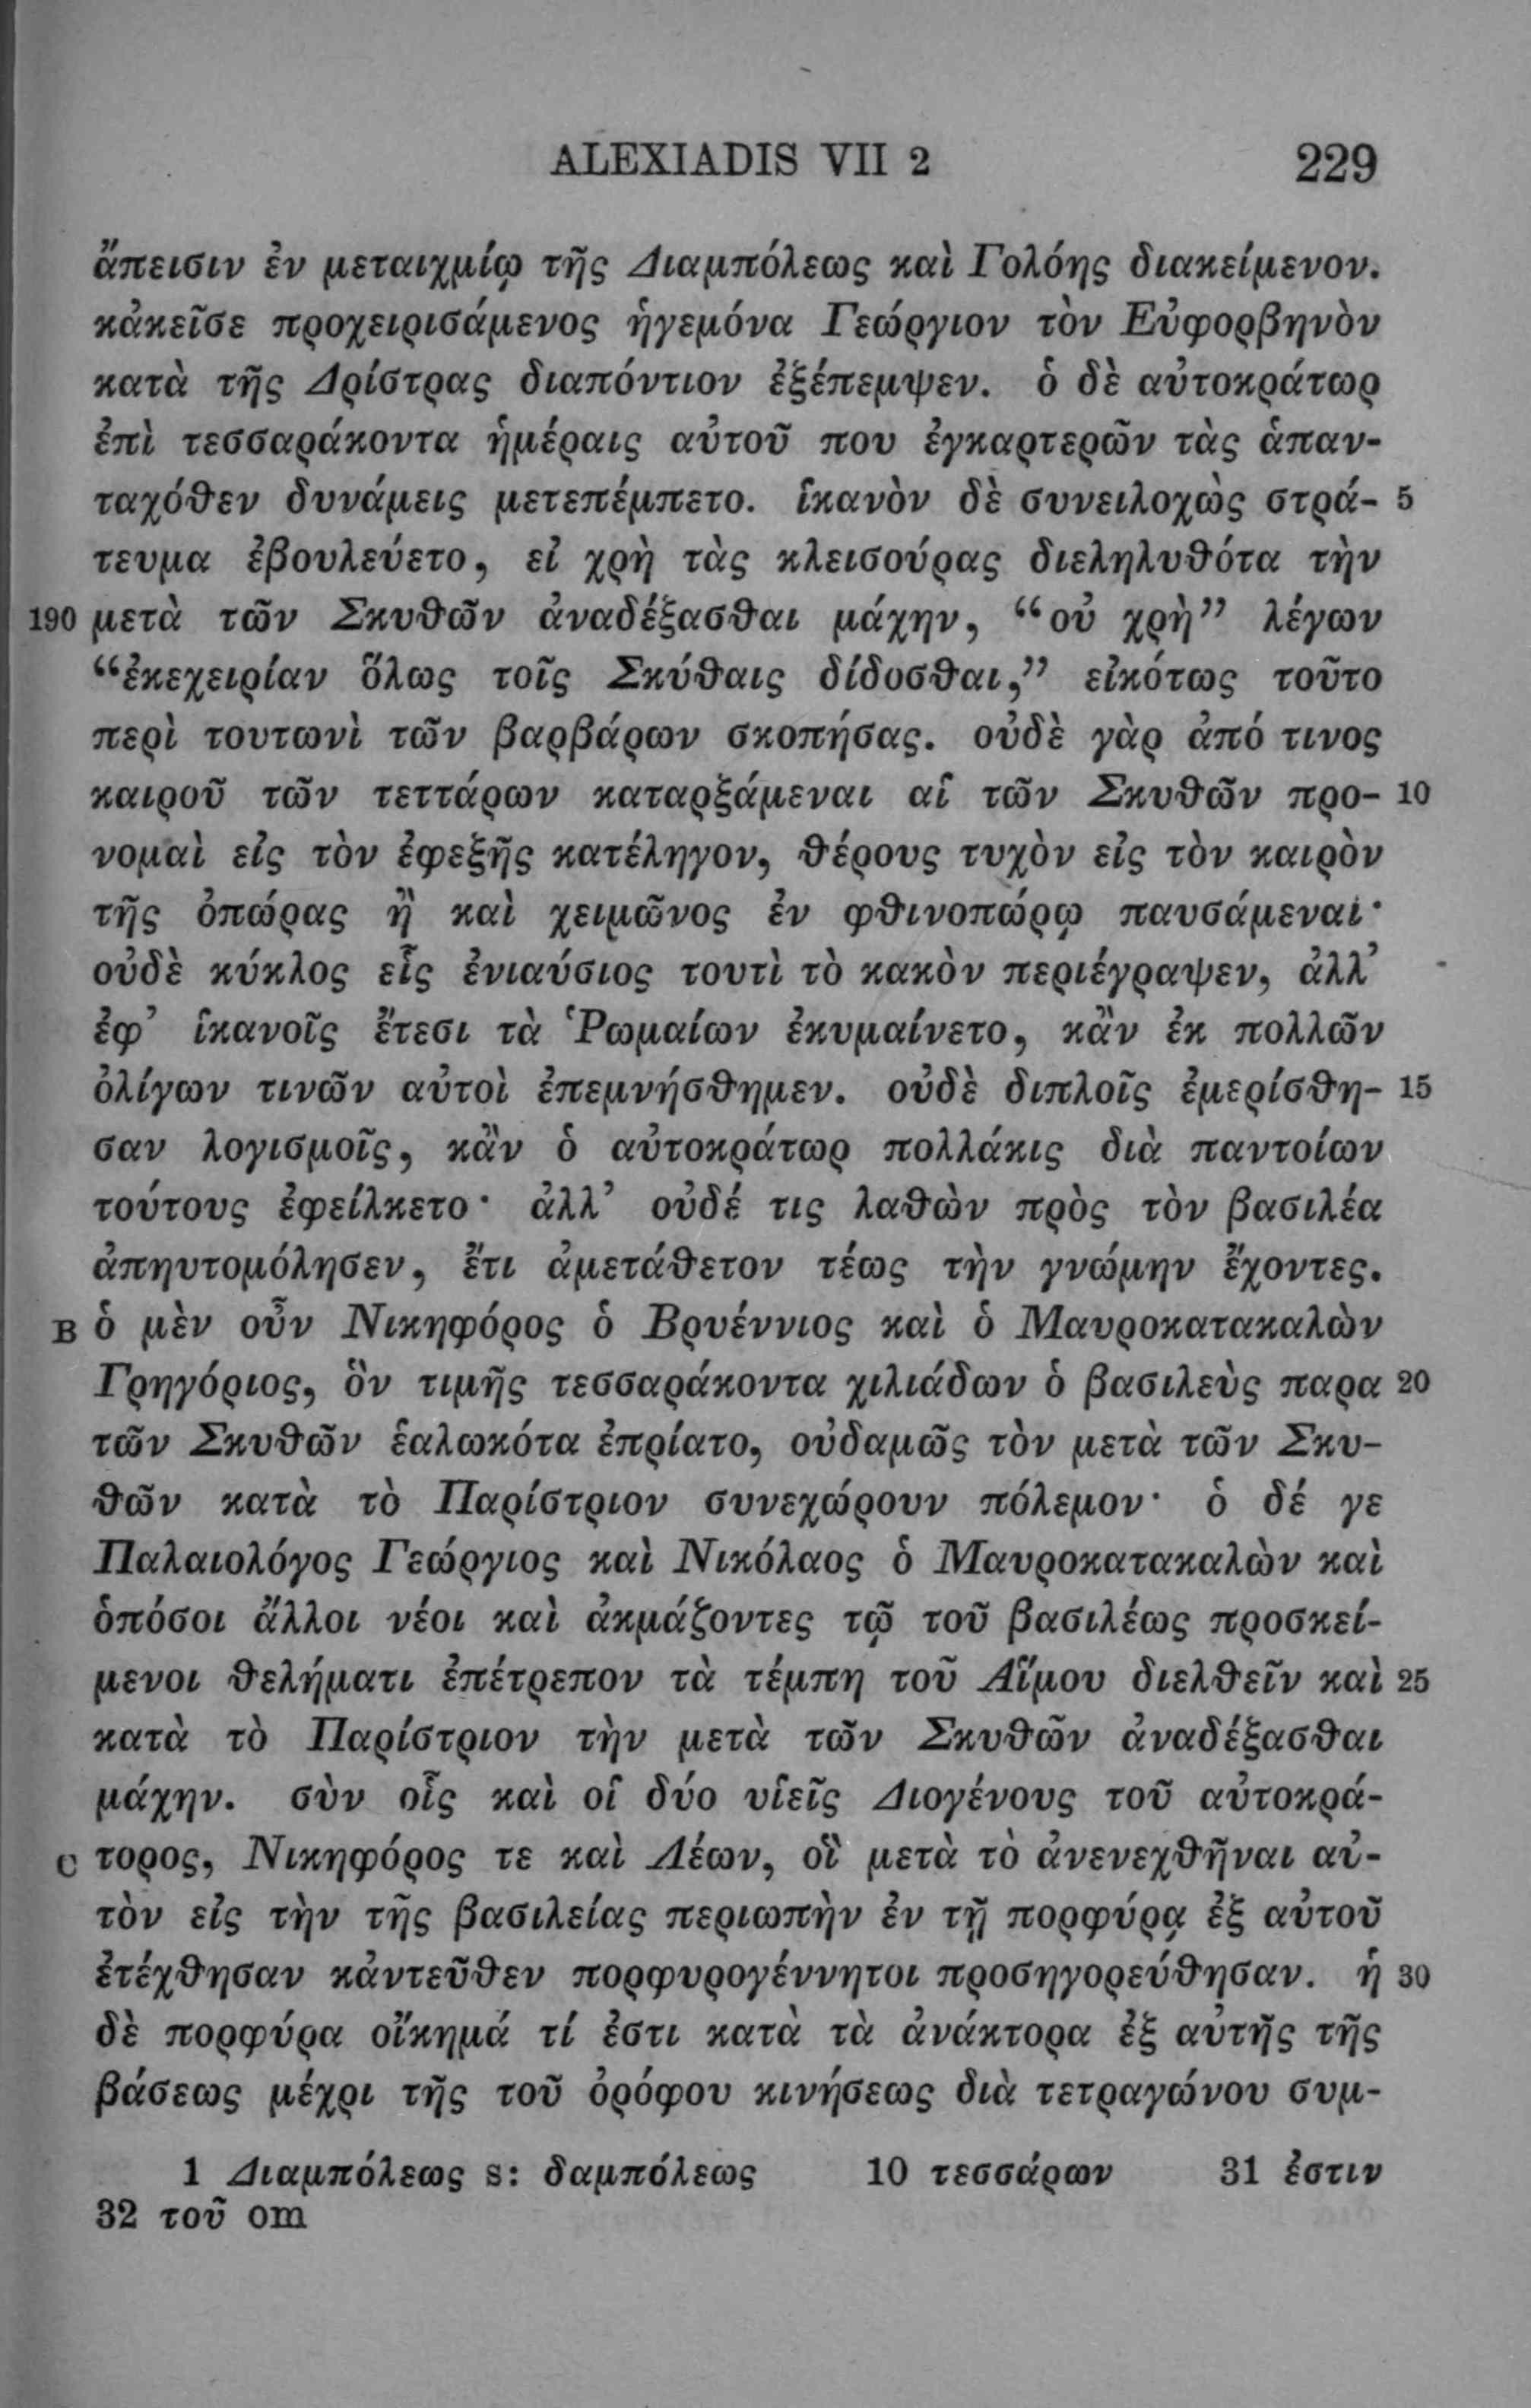 ALEXIADIS VII 2 229
ἄπεισιν ἐν μεταιχμίῳ τῆς Διαμπόλεως καὶ Γολόης διακείμενον.
κἀκεῖσε προχειρισάμενος ἡγεμόνα Γεώργιον τὸν Εὐφορβηνὸν
κατὰ τῆς Δρίστρας διαπόντιον ἐξέπεμψεν. ὁ δὲ αὐτοκράτωρ
ἐπὶ τεσσαράκοντα ἡμέραις αὐτοῦ που ἐγκαρτερῶν τὰς ἁπαν-
ταχόθεν δυνάμεις μετεπέμπετο. ἱκανὸν δὲ συνειλοχὼς στρά- 5
τευμα ἐβουλεύετο, εἰ χρὴ τὰς κλεισούρας διεληλυθότα τὴν
190 μετὰ τῶν Σκυθῶν ἀναδέξασθαι μάχην, “οὐ χρὴ” λέγων
“ἐκεχειρίαν ὅλως τοῖς Σκύθαις δίδοσθαι,” εἰκότως τοῦτο
περὶ τουτωνὶ τῶν βαρβάρων σκοπήσας. οὐδὲ γὰρ ἀπό τινος
καιροῦ τῶν τεττάρων καταρξάμεναι αἱ τῶν Σκυθῶν προ- 10
νομαὶ εἰς τὸν ἐφεξῆς κατέληγον, θέρους τυχὸν εἰς τὸν καιρὸν
τῆς ὀπώρας ἢ καὶ χειμῶνος ἐν φθινοπώρῳ παυσάμεναι·
οὐδὲ κύκλος εἷς ἐνιαύσιος τουτὶ τὸ κακὸν περιέγραψεν, ἀλλ’
ἐφ’ ἱκανοῖς ἔτεσι τὰ Ῥωμαίων ἐκυμαίνετο, κἂν ἐκ πολλῶν
ὀλίγων τινῶν αὐτοὶ ἐπεμνήσθημεν. οὐδὲ διπλοῖς ἐμερίσθη- 15
σαν λογισμοῖς, κἂν ὁ αὐτοκράτωρ πολλάκις διὰ παντοίων
τούτους ἐφείλκετο· ἀλλ’ οὐδέ τις λαθὼν πρὸς τὸν βασιλέα
ἀπηυτομόλησεν, ἔτι ἀμετάθετον τέως τὴν γνώμην ἔχοντες.
B ὁ μὲν οὖν Νικηφόρος ὁ Βρυέννιος καὶ ὁ Μαυροκατακαλὼν
Γρηγόριος, ὃν τιμῆς τεσσαράκοντα χιλιάδων ὁ βασιλεὺς παρα 20
τῶν Σκυθῶν ἑαλωκότα ἐπρίατο, οὐδαμῶς τὸν μετὰ τῶν Σκυ-
θῶν κατὰ τὸ Παρίστριον συνεχώρουν πόλεμον· ὁ δέ γε
Παλαιολόγος Γεώργιος καὶ Νικόλαος ὁ Μαυροκατακαλὼν καὶ
ὁπόσοι ἄλλοι νέοι καὶ ἀκμάζοντες τῷ τοῦ βασιλέως προσκεί-
μενοι θελήματι ἐπέτρεπον τὰ τέμπη τοῦ Αἵμου διελθεῖν καὶ 25
κατὰ τὸ Παρίστριον τὴν μετὰ τῶν Σκυθῶν ἀναδέξασθαι
μάχην. σὺν οἷς καὶ οἱ δύο υἱεῖς Διογένους τοῦ αὐτοκρά-
C τορος, Νικηφόρος τε καὶ Λέων, οἳ μετὰ τὸ ἀνενεχθῆναι αὐ-
τὸν εἰς τὴν τῆς βασιλείας περιωπὴν ἐν τῇ πορφύρᾳ ἐξ αὐτοῦ
ἐτέχθησαν κἀντεῦθεν πορφυρογέννητοι προσηγορεύθησαν. ἡ 30
δὲ πορφύρα οἴκημά τί ἐστι κατὰ τὰ ἀνάκτορα ἐξ αὐτῆς τῆς
βάσεως μέχρι τῆς τοῦ ὀρόφου κινήσεως διὰ τετραγώνου συμ-
1 Διαμπόλεως s: δαμπόλεως 10 τεσσάρων 31 ἐστιν
32 τοῦ om